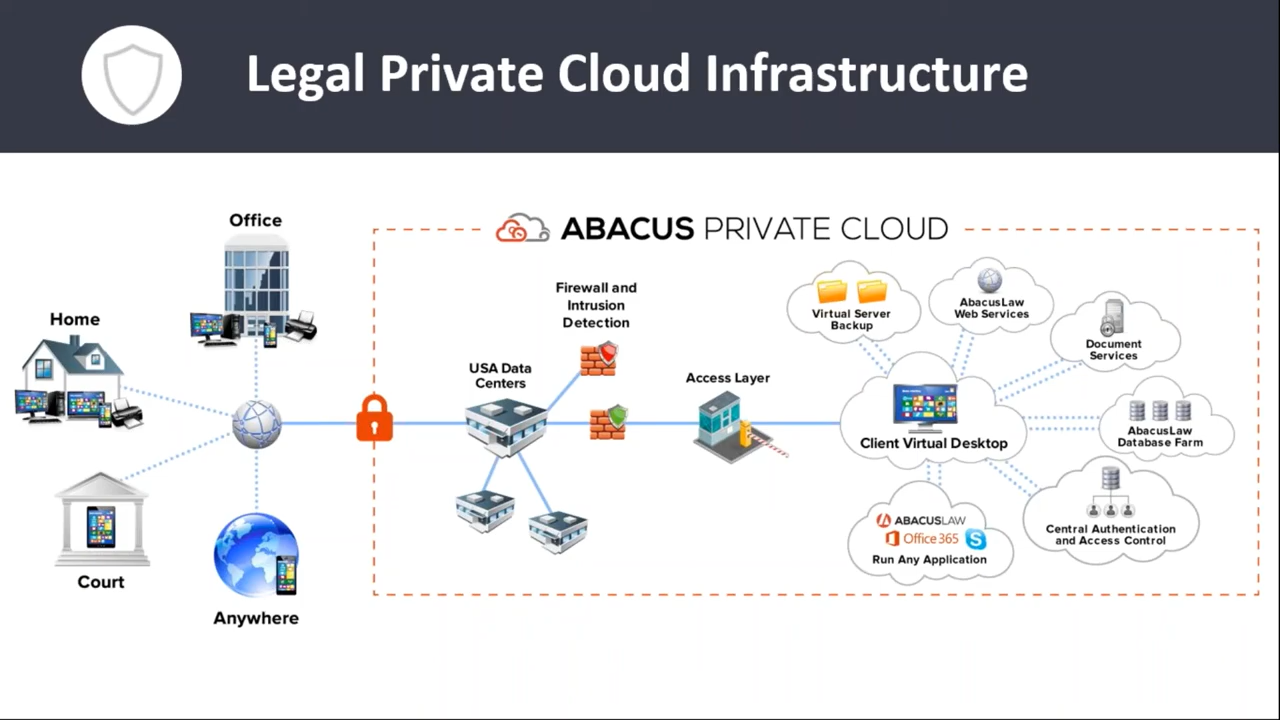 Legal Private Cloud Infrastructure
Office
ABACUS PRIVATE CLOUD
Home
Firewall and
Intrusion
Detection
USA Data
Centers
Access Layer
Virtual Server
Backup
AbacusLaw
Web Services
Document
Services
AbacusLaw
Database Farm
Client Virtual Desktop
Central Authentication
and Access Control
ABACUSLAW
Office 365
Run Any Application
Court
Anywhere